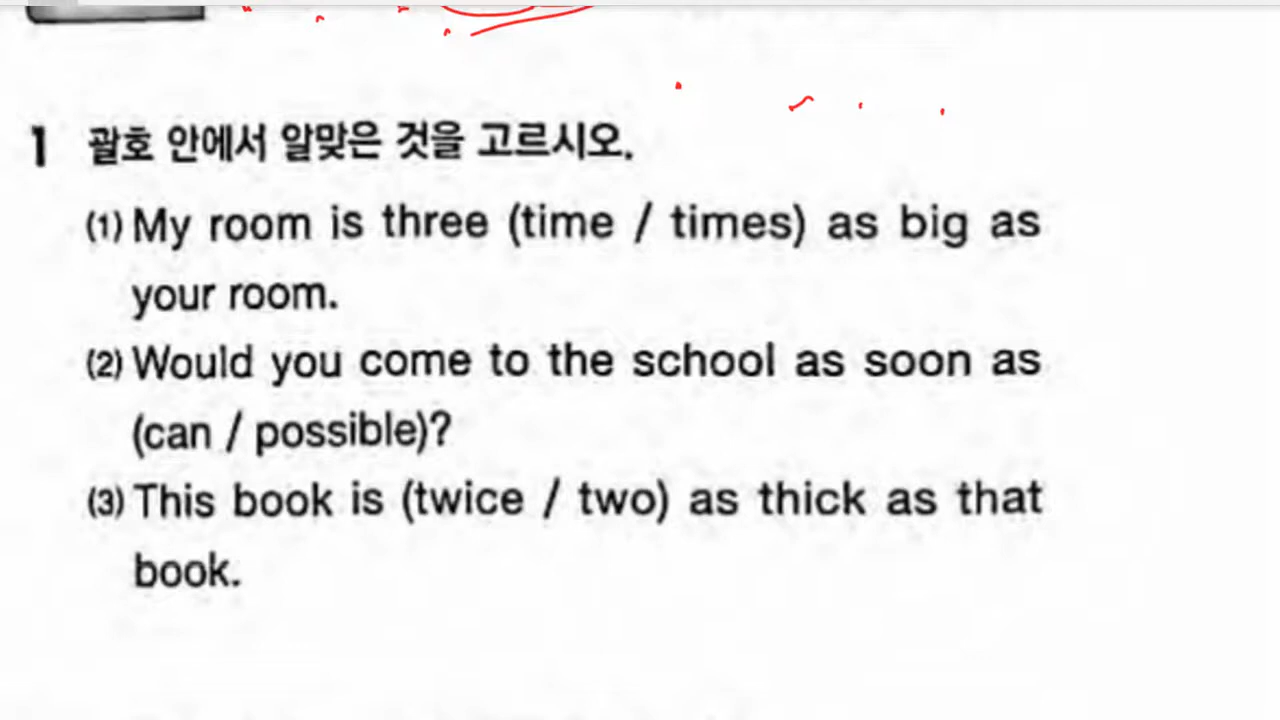 1 괄호 안에서 알맞은 것을 고르시오.
(1) My room is three (time / times) as big as
your room.
(2) Would you come to the school as soon as
(can / possible)?
(3) This book is (twice / two) as thick as that
book.